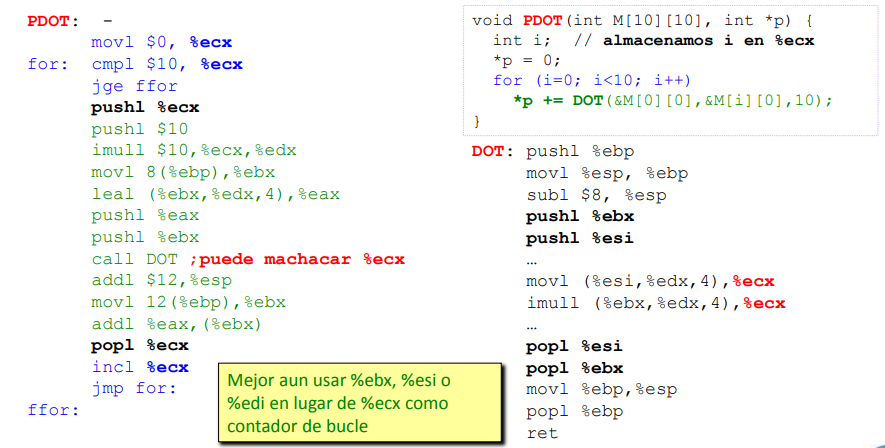 PDOT: -
movl $0, %ecx
for: cmpl $10, %ecx
jge ffor
pushl %ecx
pushl $10
imull $10,%ecx,%edx
movl 8(%ebp),%ebx
leal (%ebx,%edx,4),%eax
pushl %eax
pushl %ebx
call DOT ;puede machacar %ecx
addl $12,%esp
movl 12(%ebp),%ebx
addl %eax,(%ebx)
popl %ecx
incl %ecx
jmp for:
ffor:
Mejor aun usar %ebx, %esi o
%edi en lugar de %ecx como
contador de bucle
void PDOT(int M[10][10], int *p) {
int i; // almacenamos i en %ecx
*p = 0;
for (i=0; i<10; i++)
*p += DOT(&M[0][0],&M[i][0],10);
}
DOT: pushl %ebp
movl %esp, %ebp
subl $8, %esp
pushl %ebx
pushl %esi
…
movl (%esi,%edx,4),%ecx
imull (%ebx,%edx,4),%ecx
…
popl %esi
popl %ebx
movl %ebp,%esp
popl %ebp
ret